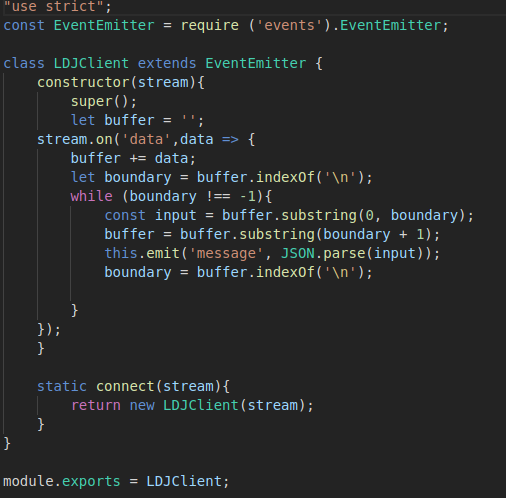 "use strict";
const EventEmitter = require ('events').EventEmitter;
class LDJClient extends EventEmitter {
constructor(stream){
super();
let buffer = '';
stream.on('data',data => {
buffer += data;
let boundary = buffer.indexOf('\n');
while (boundary !== -1){
const input = buffer.substring(0, boundary);
buffer = buffer.substring(boundary + 1);
this.emit('message', JSON.parse(input));
boundary = buffer.indexOf('\n');
}
});
}
static connect(stream){
return new LDJClient(stream);
}
}
module.exports = LDJClient;